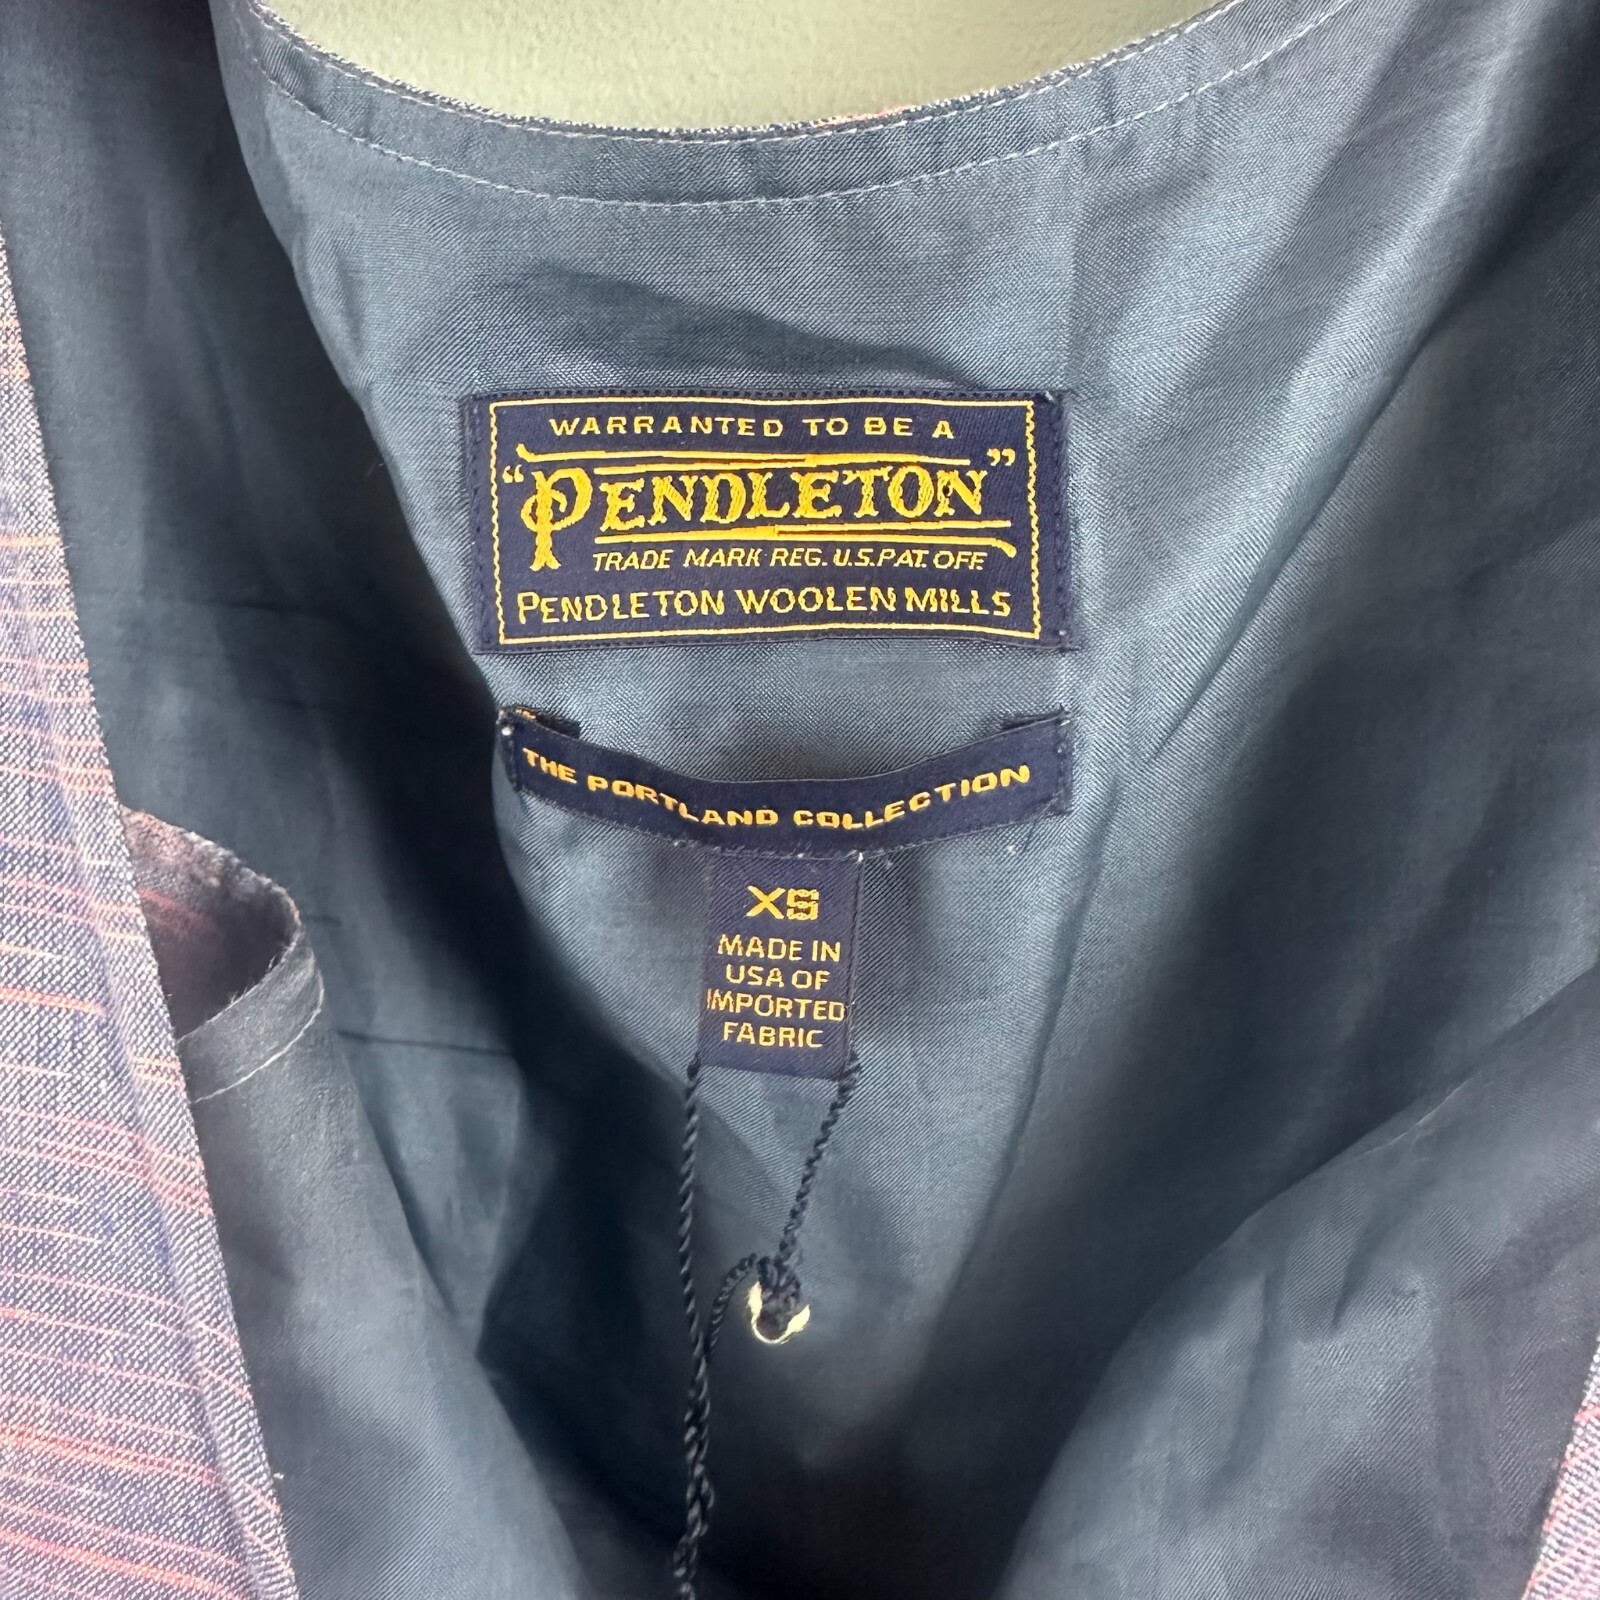 WARRANTED TO BE A
"PENDLETON"
TRADE MARK REG. U.S. PAT. OFF.
PENDLETON WOOLEN MILLS
THE PORTLAND COLLECTION
XS
MADE IN
USA OF
IMPORTED
FABRIC